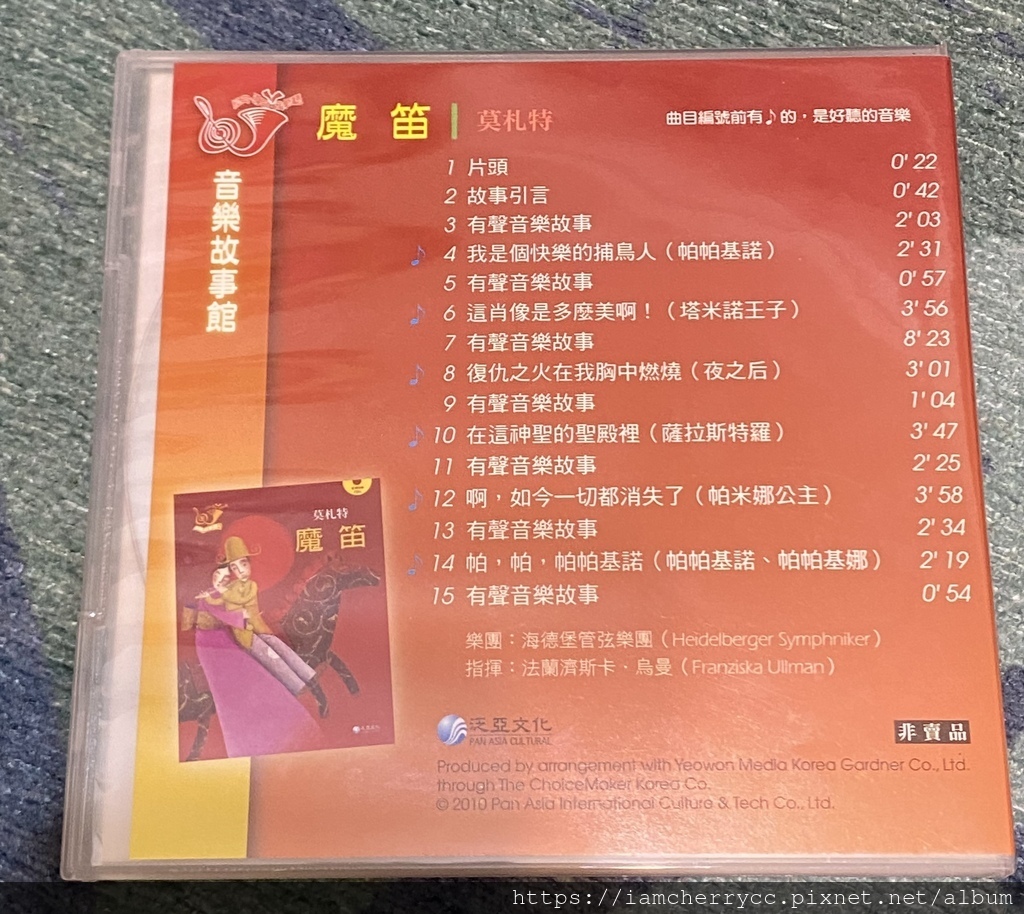 魔 笛 莫札特 曲目編號前有♪的,是好聽的音樂
音樂故事館
1 片頭 0' 22
2 故事引言 0' 42
3 有聲音樂故事 2' 03
♪ 4 我是個快樂的捕鳥人(帕帕基諾) 2' 31
5 有聲音樂故事 0' 57
♪ 6 這肖像是多麼美啊!(塔米諾王子) 3' 56
7 有聲音樂故事 8' 23
♪ 8 復仇之火在我胸中燃燒(夜之后) 3' 01
9 有聲音樂故事 1' 04
♪ 10 在這神聖的聖殿裡(薩拉斯特羅) 3' 47
11 有聲音樂故事 2' 25
♪ 12 啊,如今一切都消失了(帕米娜公主) 3' 58
13 有聲音樂故事 2' 34
♪ 14 帕,帕,帕帕基諾(帕帕基諾、帕帕基娜) 2' 19
15 有聲音樂故事 0' 54
莫札特
魔 笛
樂團:海德堡管弦樂團(Heidelberger Symphniker)
指揮:法蘭濟斯卡・烏曼(Franziska Ullman)
泛亞文化
PAN ASIA CULTURAL
非賣品
Produced by arrangement with Yeowon Media Korea Gardner Co., Ltd.
through The ChoiceMaker Korea Co.
© 2010 Pan Asia International Culture & Tech Co., Ltd.
https://iamcherrycc.pixnet.net/album